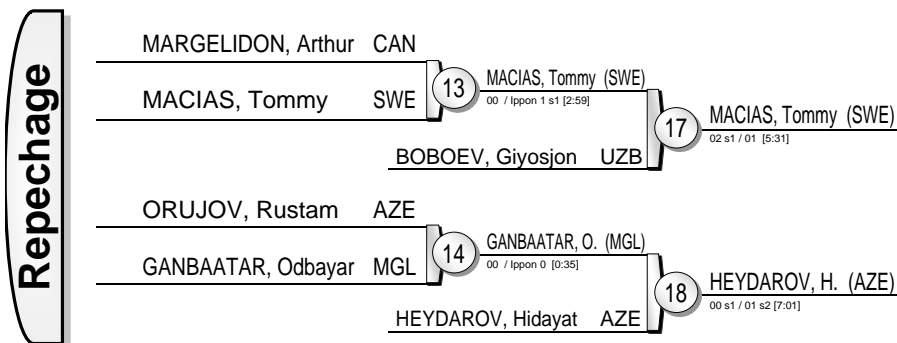 Repechage
MARGELIDON, Arthur CAN
MACIAS, Tommy SWE
13
MACIAS, Tommy (SWE)
00 / Ippon 1 s1 [2:59]
BOBOEV, Giyosjon UZB
17
MACIAS, Tommy (SWE)
02 s1 / 01 [5:31]
ORUJOV, Rustam AZE
GANBAATAR, Odbayar MGL
14
GANBAATAR, O. (MGL)
00 / Ippon 0 [0:35]
HEYDAROV, Hidayat AZE
18
HEYDAROV, H. (AZE)
00 s1 / 01 s2 [7:01]